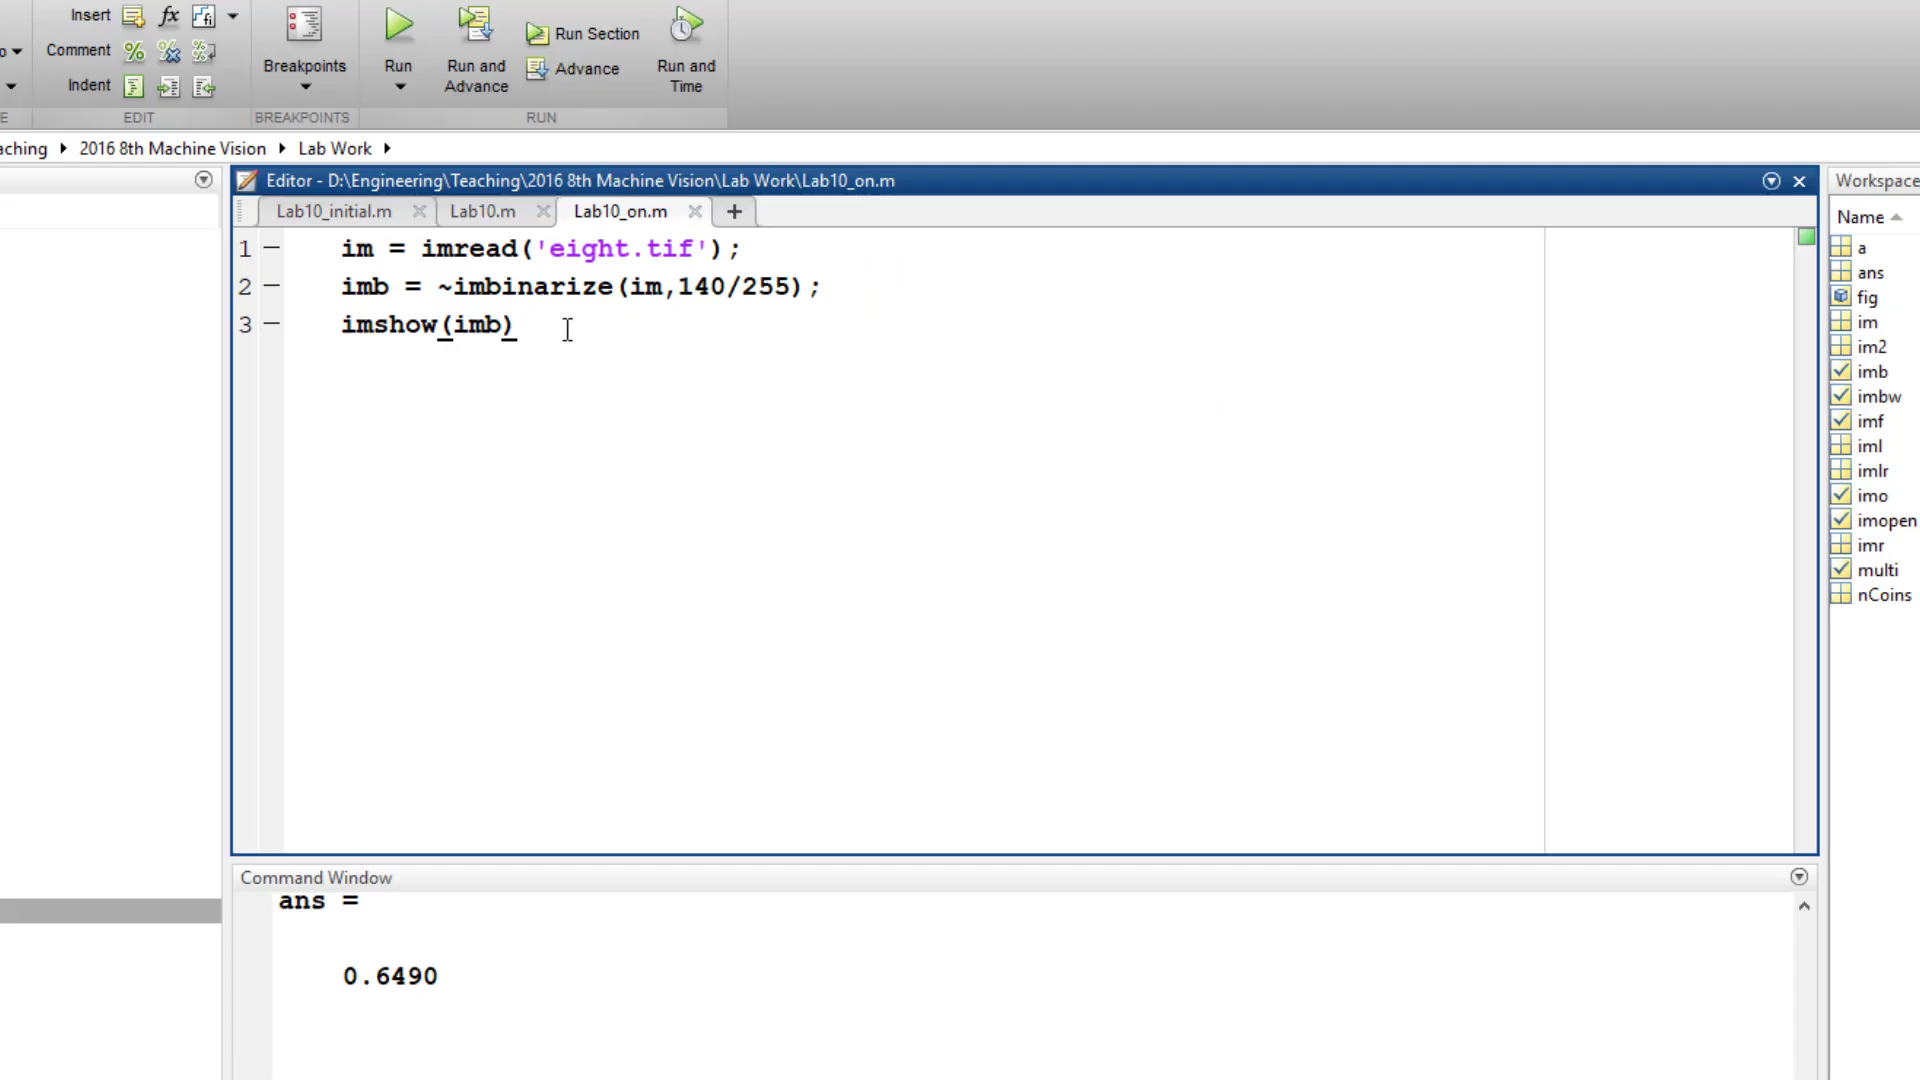 Insert
fx
fi
Comment
Indent
Breakpoints
Run
Run and
Advance
Run Section
Advance
Run and
Time
E
EDIT
BREAKPOINTS
RUN
aching ▸ 2016 8th Machine Vision ▸ Lab Work ▸
Editor - D:\Engineering\Teaching\2016 8th Machine Vision\Lab Work\Lab10_on.m
Lab10_initial.m
Lab10.m
Lab10_on.m
1 – im = imread('eight.tif');
2 – imb = ~imbinarize(im,140/255);
3 – imshow(imb)
Command Window
ans =
0.6490
Workspace
Name
a
ans
fig
im
im2
imb
imbw
imf
iml
imlr
imo
imopen
imr
multi
nCoins